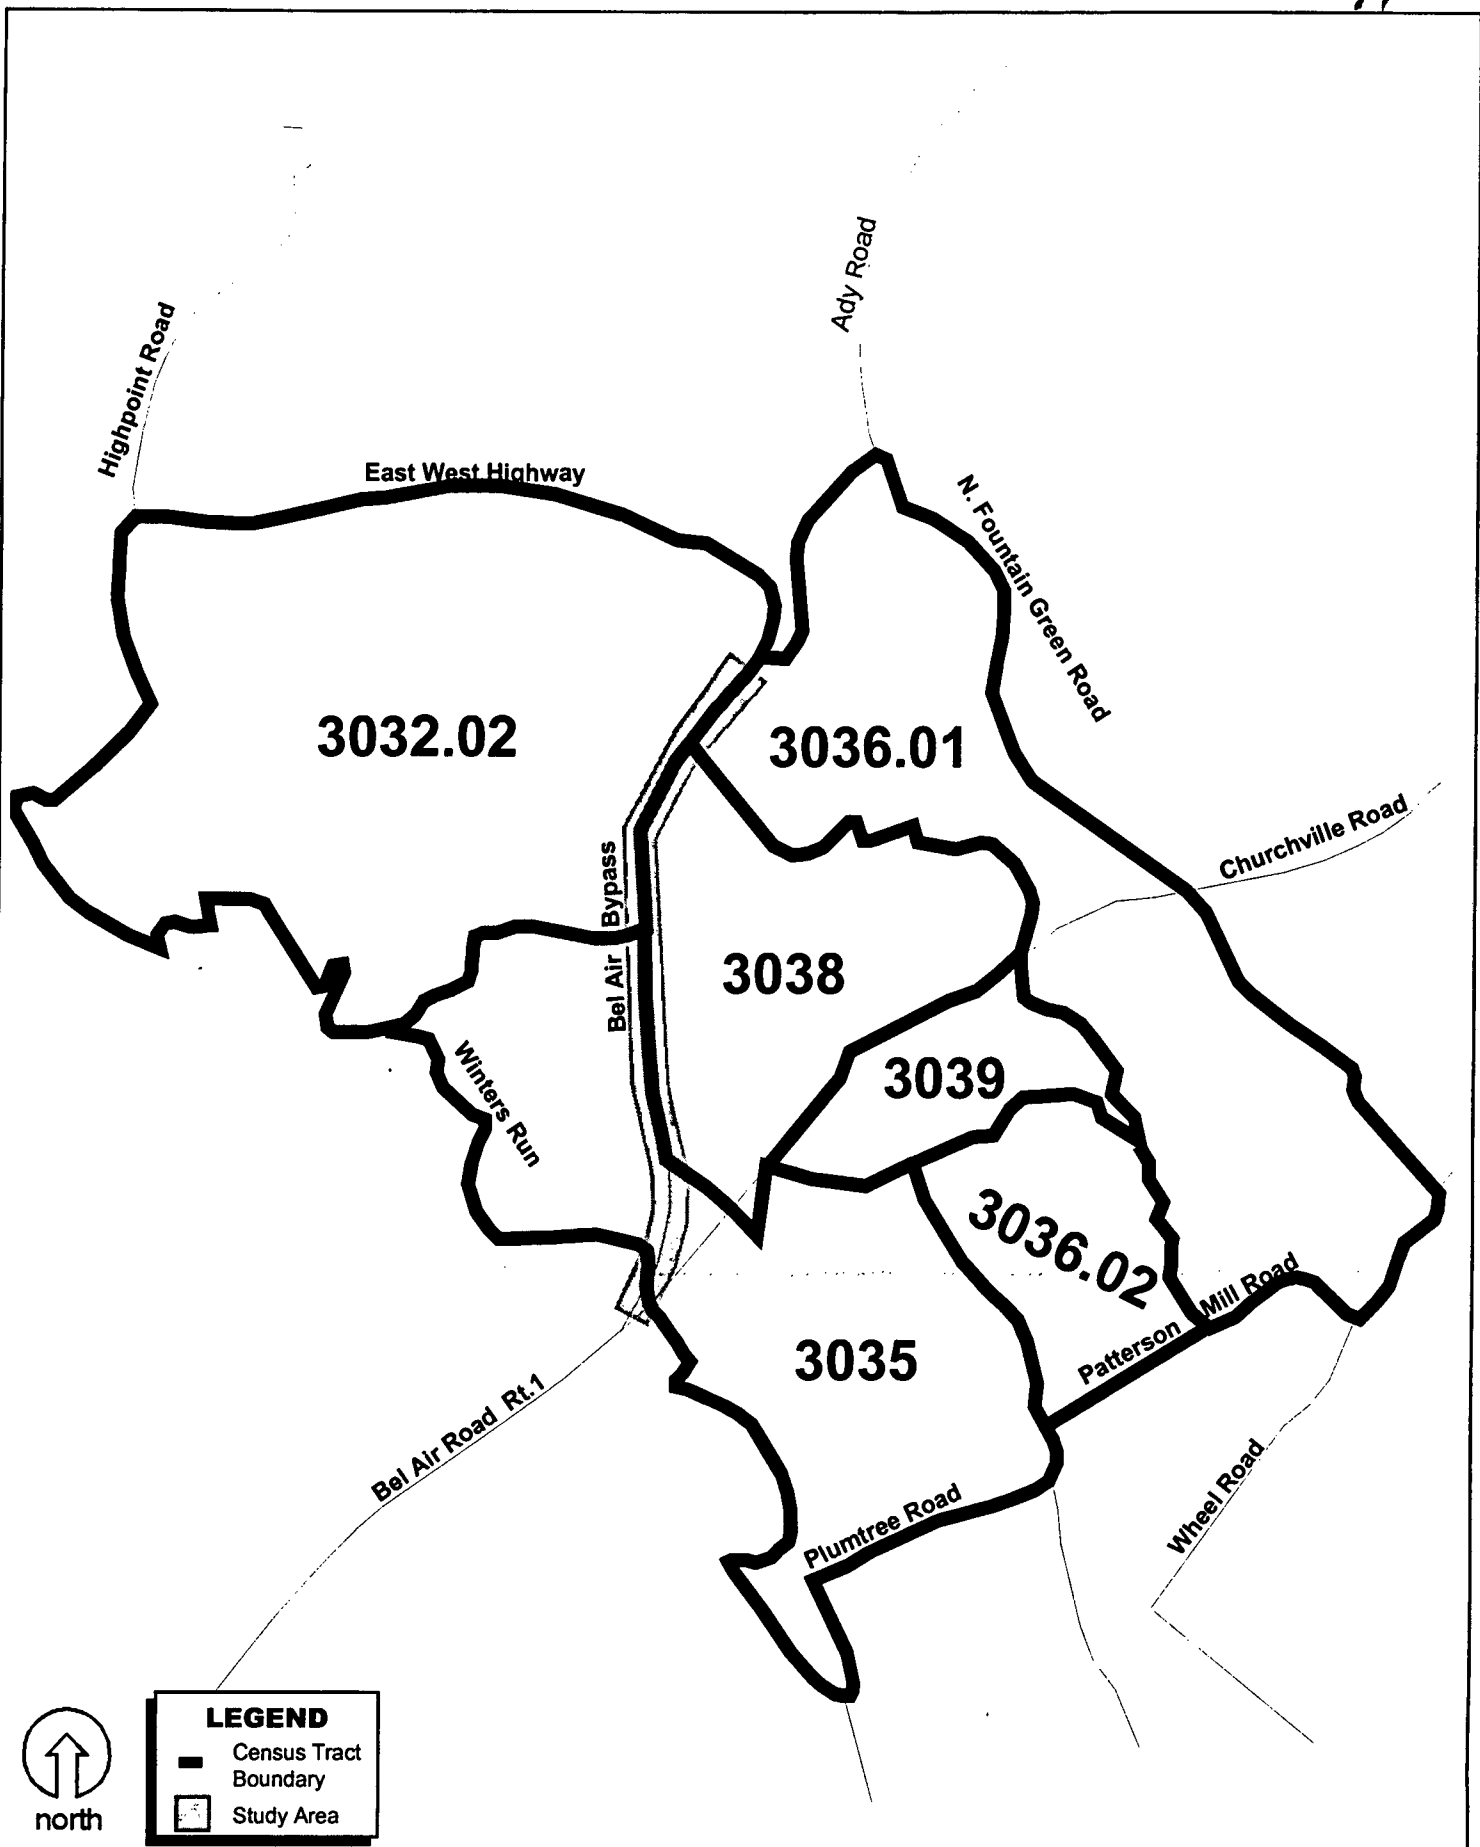 Ady Road
Highpoint Road
East West Highway
N. Fountain Green Road
3032.02
3036.01
Churchville Road
Bel Air Bypass
3038
3039
Winters Run
3036.02
Patterson Mill Road
3035
Bel Air Road Rt.1
Plumtree Road
Wheel Road
LEGEND
Census Tract
Boundary
Study Area
north